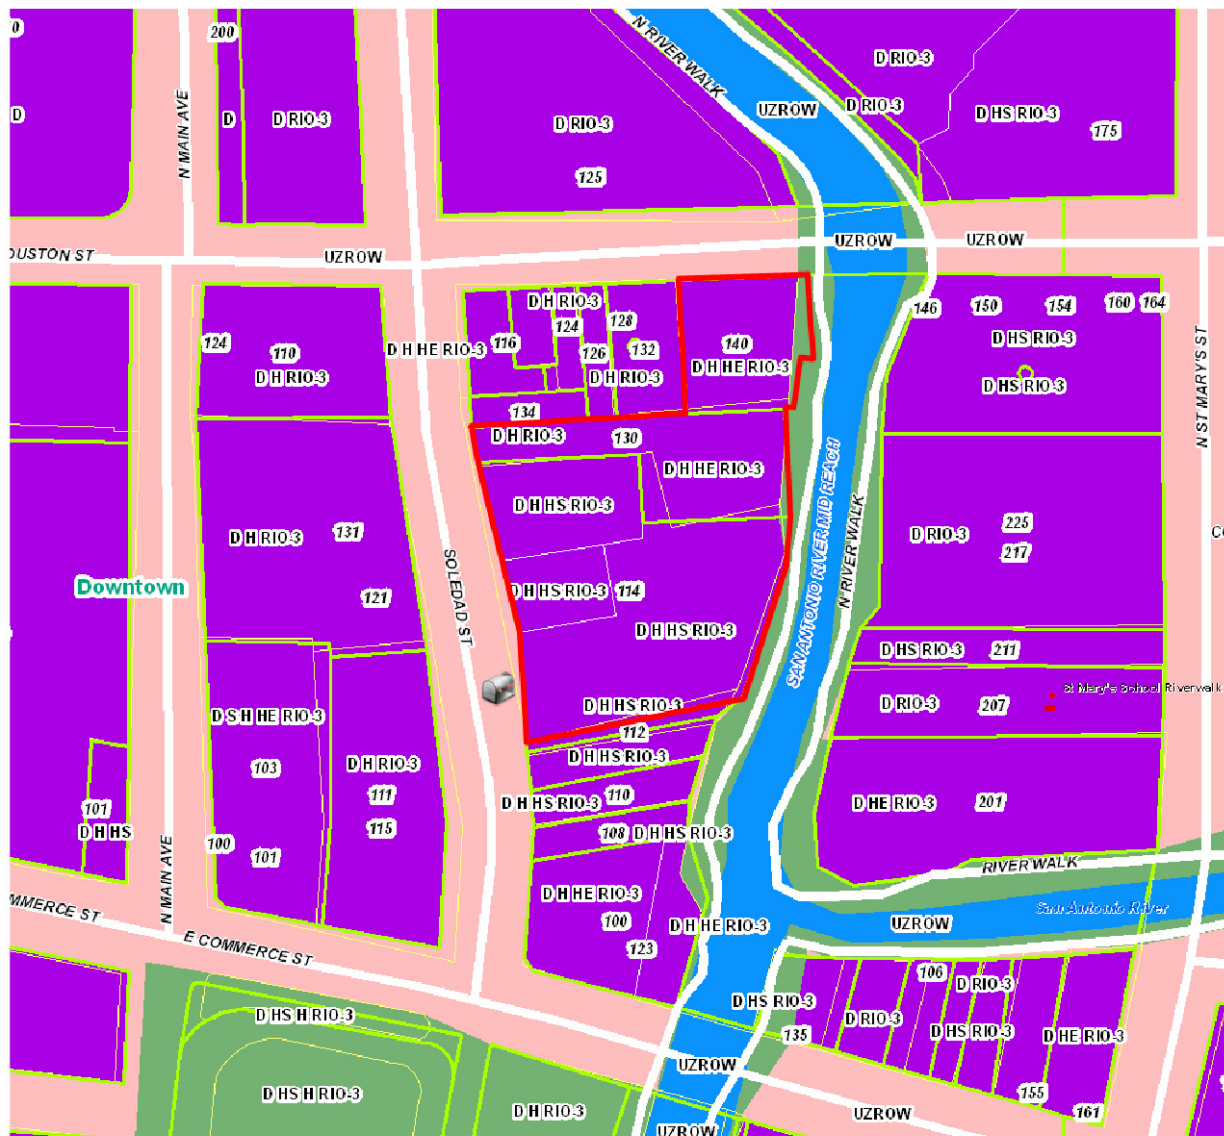 200
N MAIN AVE
D
D
D RIO-3
D RIO-3
125
N RIVER WALK
UZROW
D RIO-3
D RIO-3
D HS RIO-3
175
OUSTON ST
UZROW
UZROW
UZROW
124
110
D H RIO-3
D H HE RIO-3
D H RIO-3
116
124
126
128
132
D H RIO-3
134
140
D H HE RIO-3
146
150
154
160
164
D HS RIO-3
D HS RIO-3
N ST MARY'S ST
D H RIO-3
130
D H HE RIO-3
D H HS RIO-3
D H RIO-3
131
121
Downtown
SOLEDAD ST
D H HS RIO-3
114
D H HS RIO-3
D H HS RIO-3
SAN ANTONIO RIVER MID REACH
N RIVER WALK
D RIO-3
225
217
D HS RIO-3
211
St Mary's School Riverwalk
D RIO-3
207
D HE RIO-3
201
D S H HE RIO-3
103
D H RIO-3
111
115
100
101
101
D H HS
N MAIN AVE
112
D H HS RIO-3
D H HS RIO-3
110
108
D H HS RIO-3
D H HE RIO-3
100
123
D H HE RIO-3
RIVER WALK
San Antonio River
UZROW
MMERCE ST
E COMMERCE ST
D HS H RIO-3
D HS H RIO-3
D H RIO-3
UZROW
UZROW
D HS RIO-3
135
D RIO-3
106
D RIO-3
D HS RIO-3
D HE RIO-3
155
161
UZROW